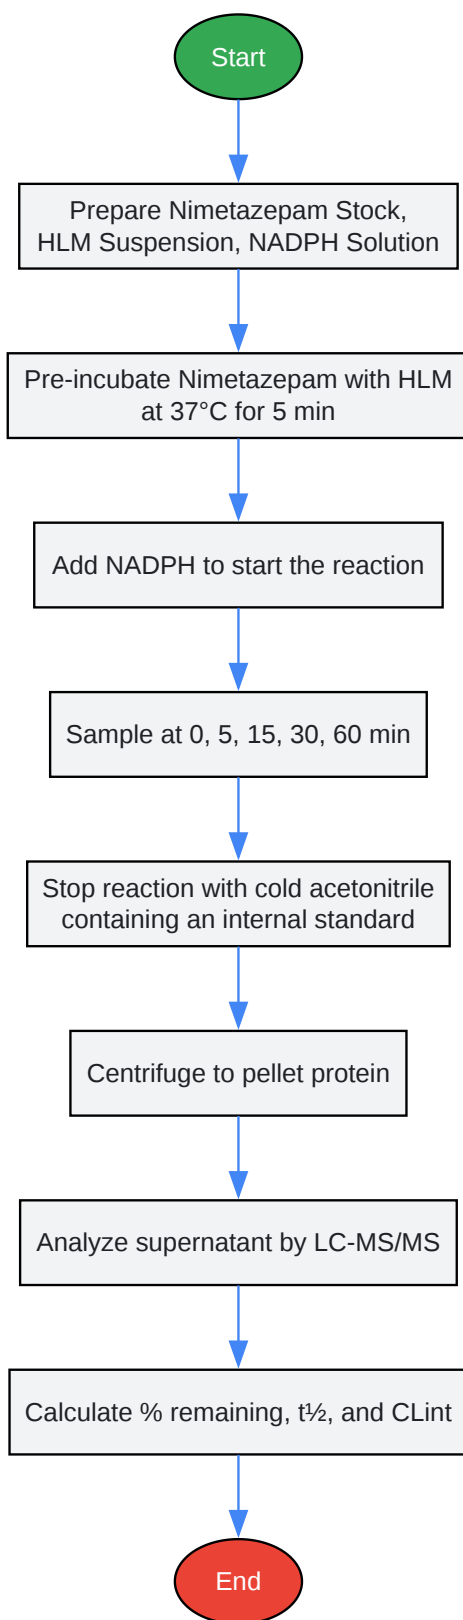 Start
Prepare Nimetazepam Stock,
HLM Suspension, NADPH Solution
Pre-incubate Nimetazepam with HLM
at 37°C for 5 min
Add NADPH to start the reaction
Sample at 0, 5, 15, 30, 60 min
Stop reaction with cold acetonitrile
containing an internal standard
Centrifuge to pellet protein
Analyze supernatant by LC-MS/MS
Calculate % remaining, t½, and CLint
End